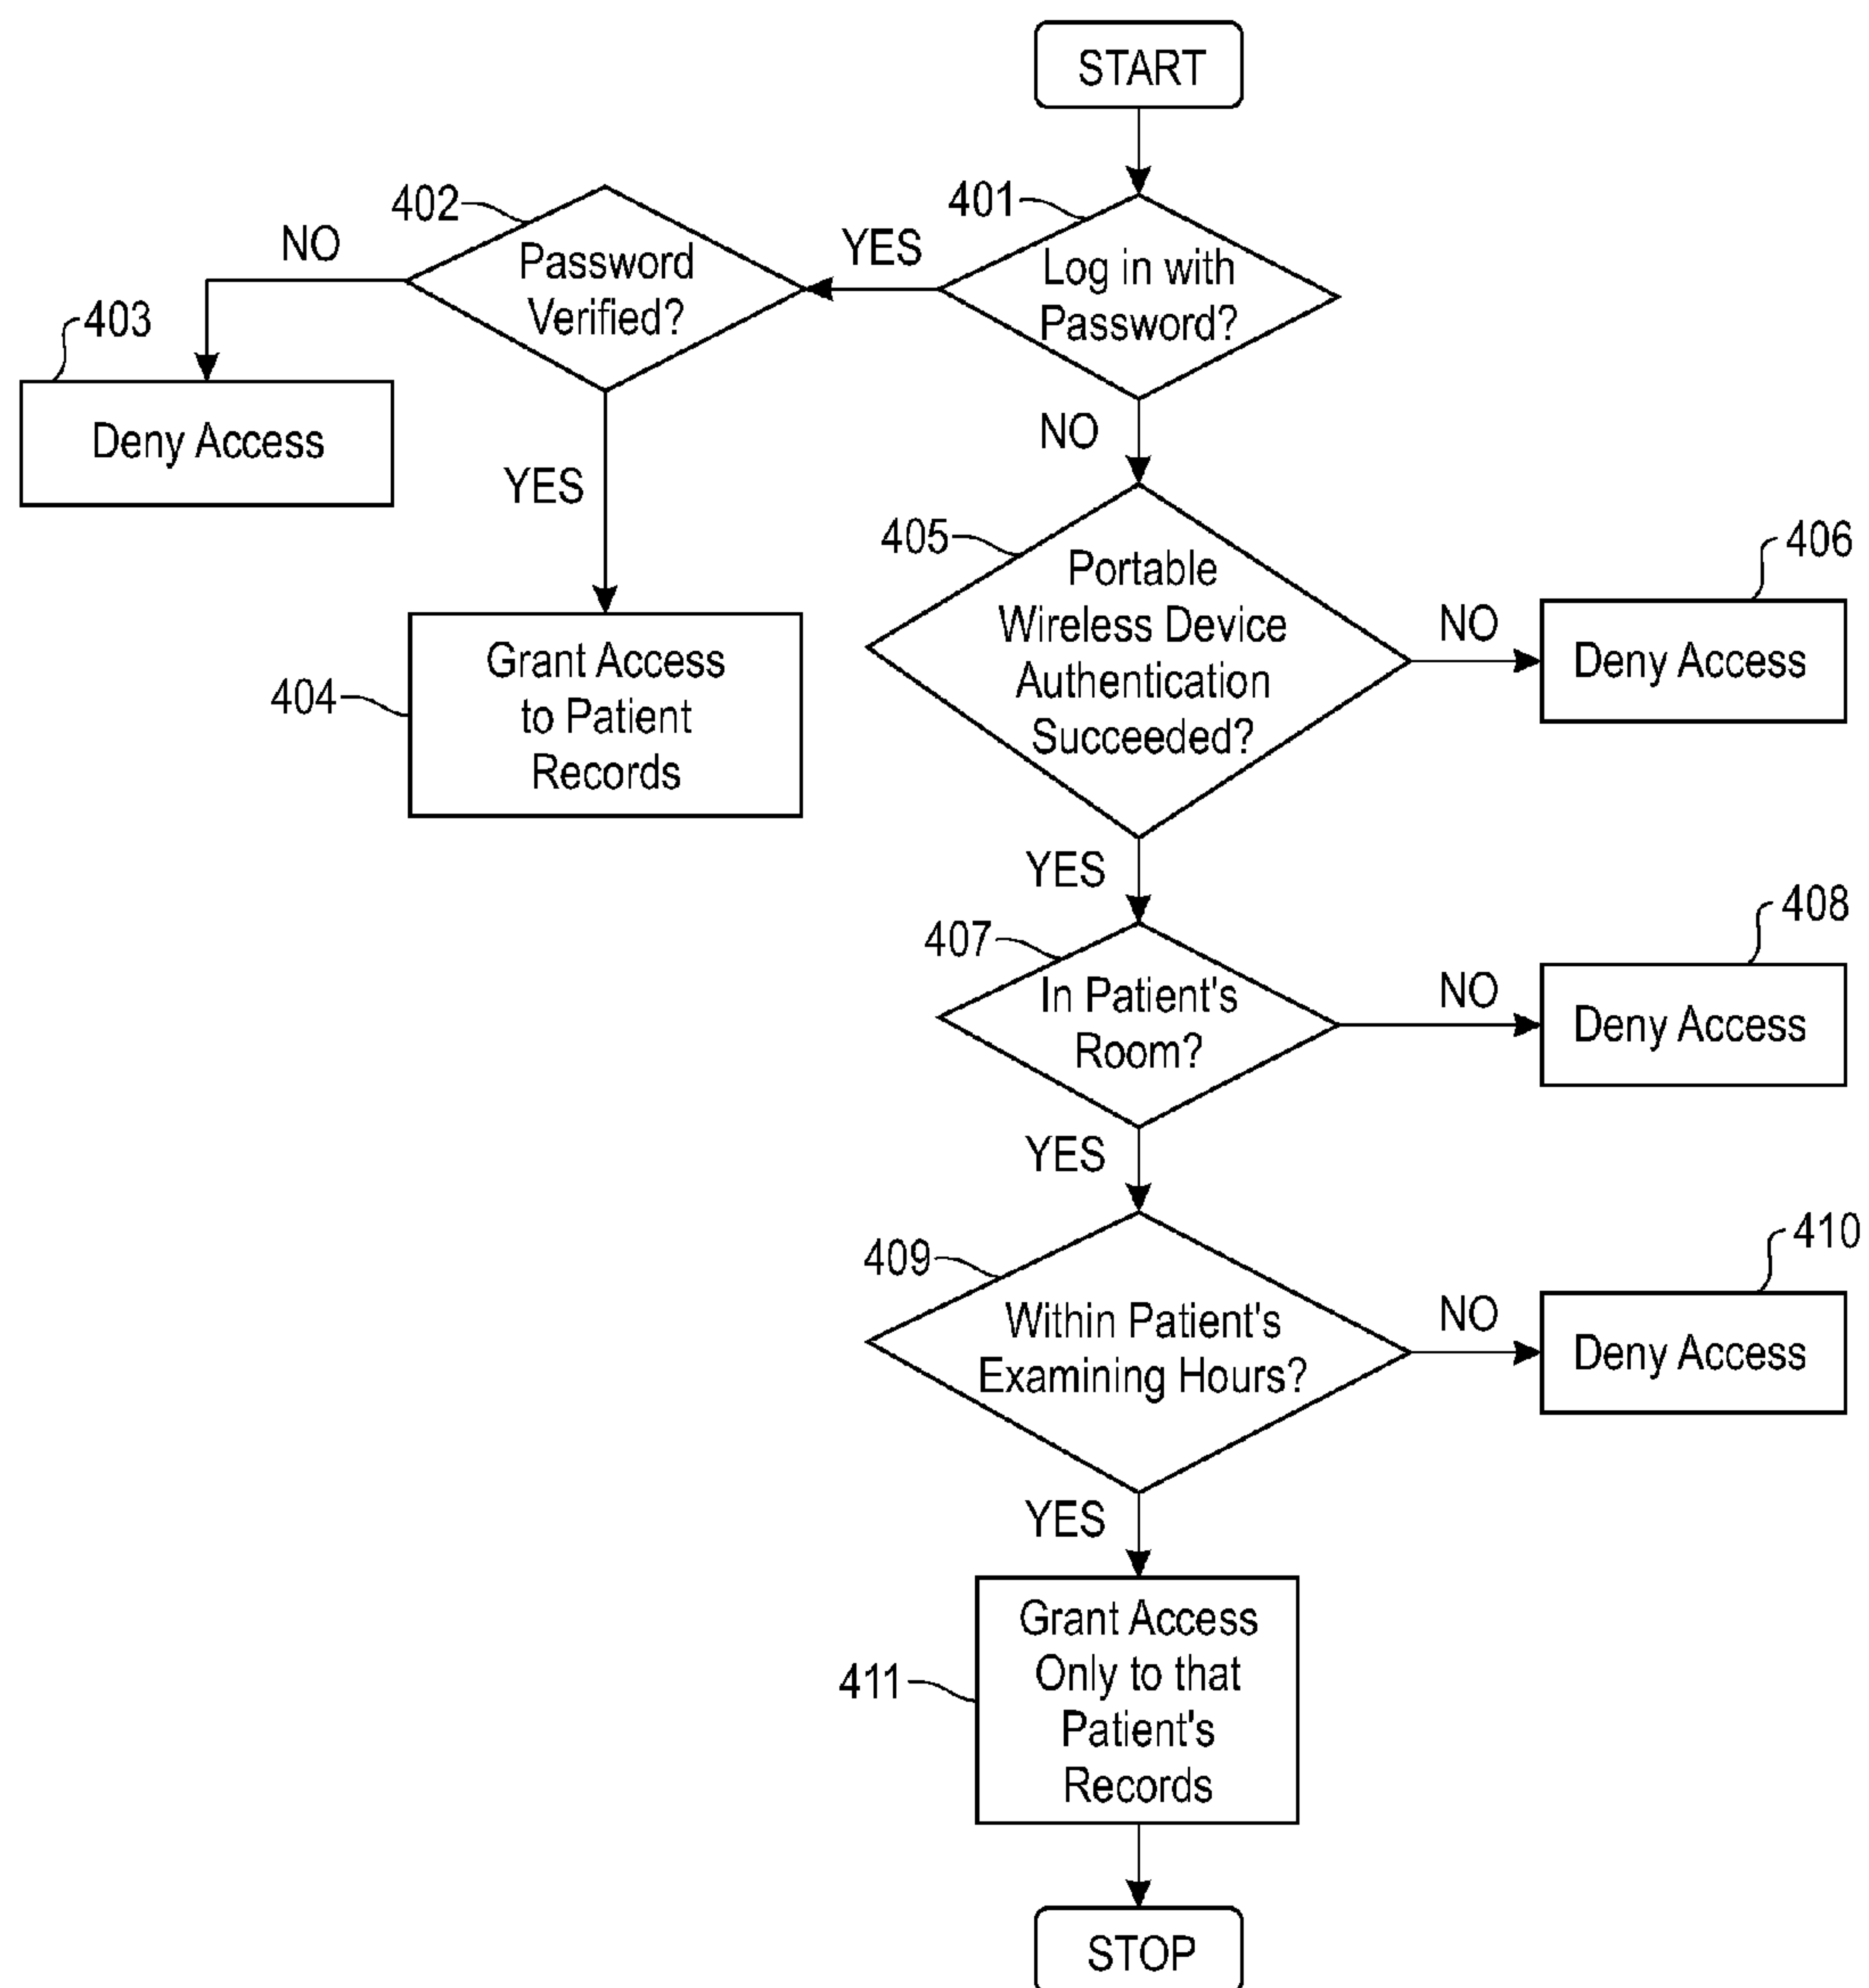 START
402
401
NO
YES
Password
Verified?
Log in with
Password?
403
Deny Access
NO
YES
405
Portable
Wireless Device
Authentication
Succeeded?
406
NO
Deny Access
404
Grant Access
to Patient
Records
YES
407
In Patient's
Room?
408
NO
Deny Access
YES
409
Within Patient's
Examining Hours?
410
NO
Deny Access
YES
411
Grant Access
Only to that
Patient's
Records
STOP